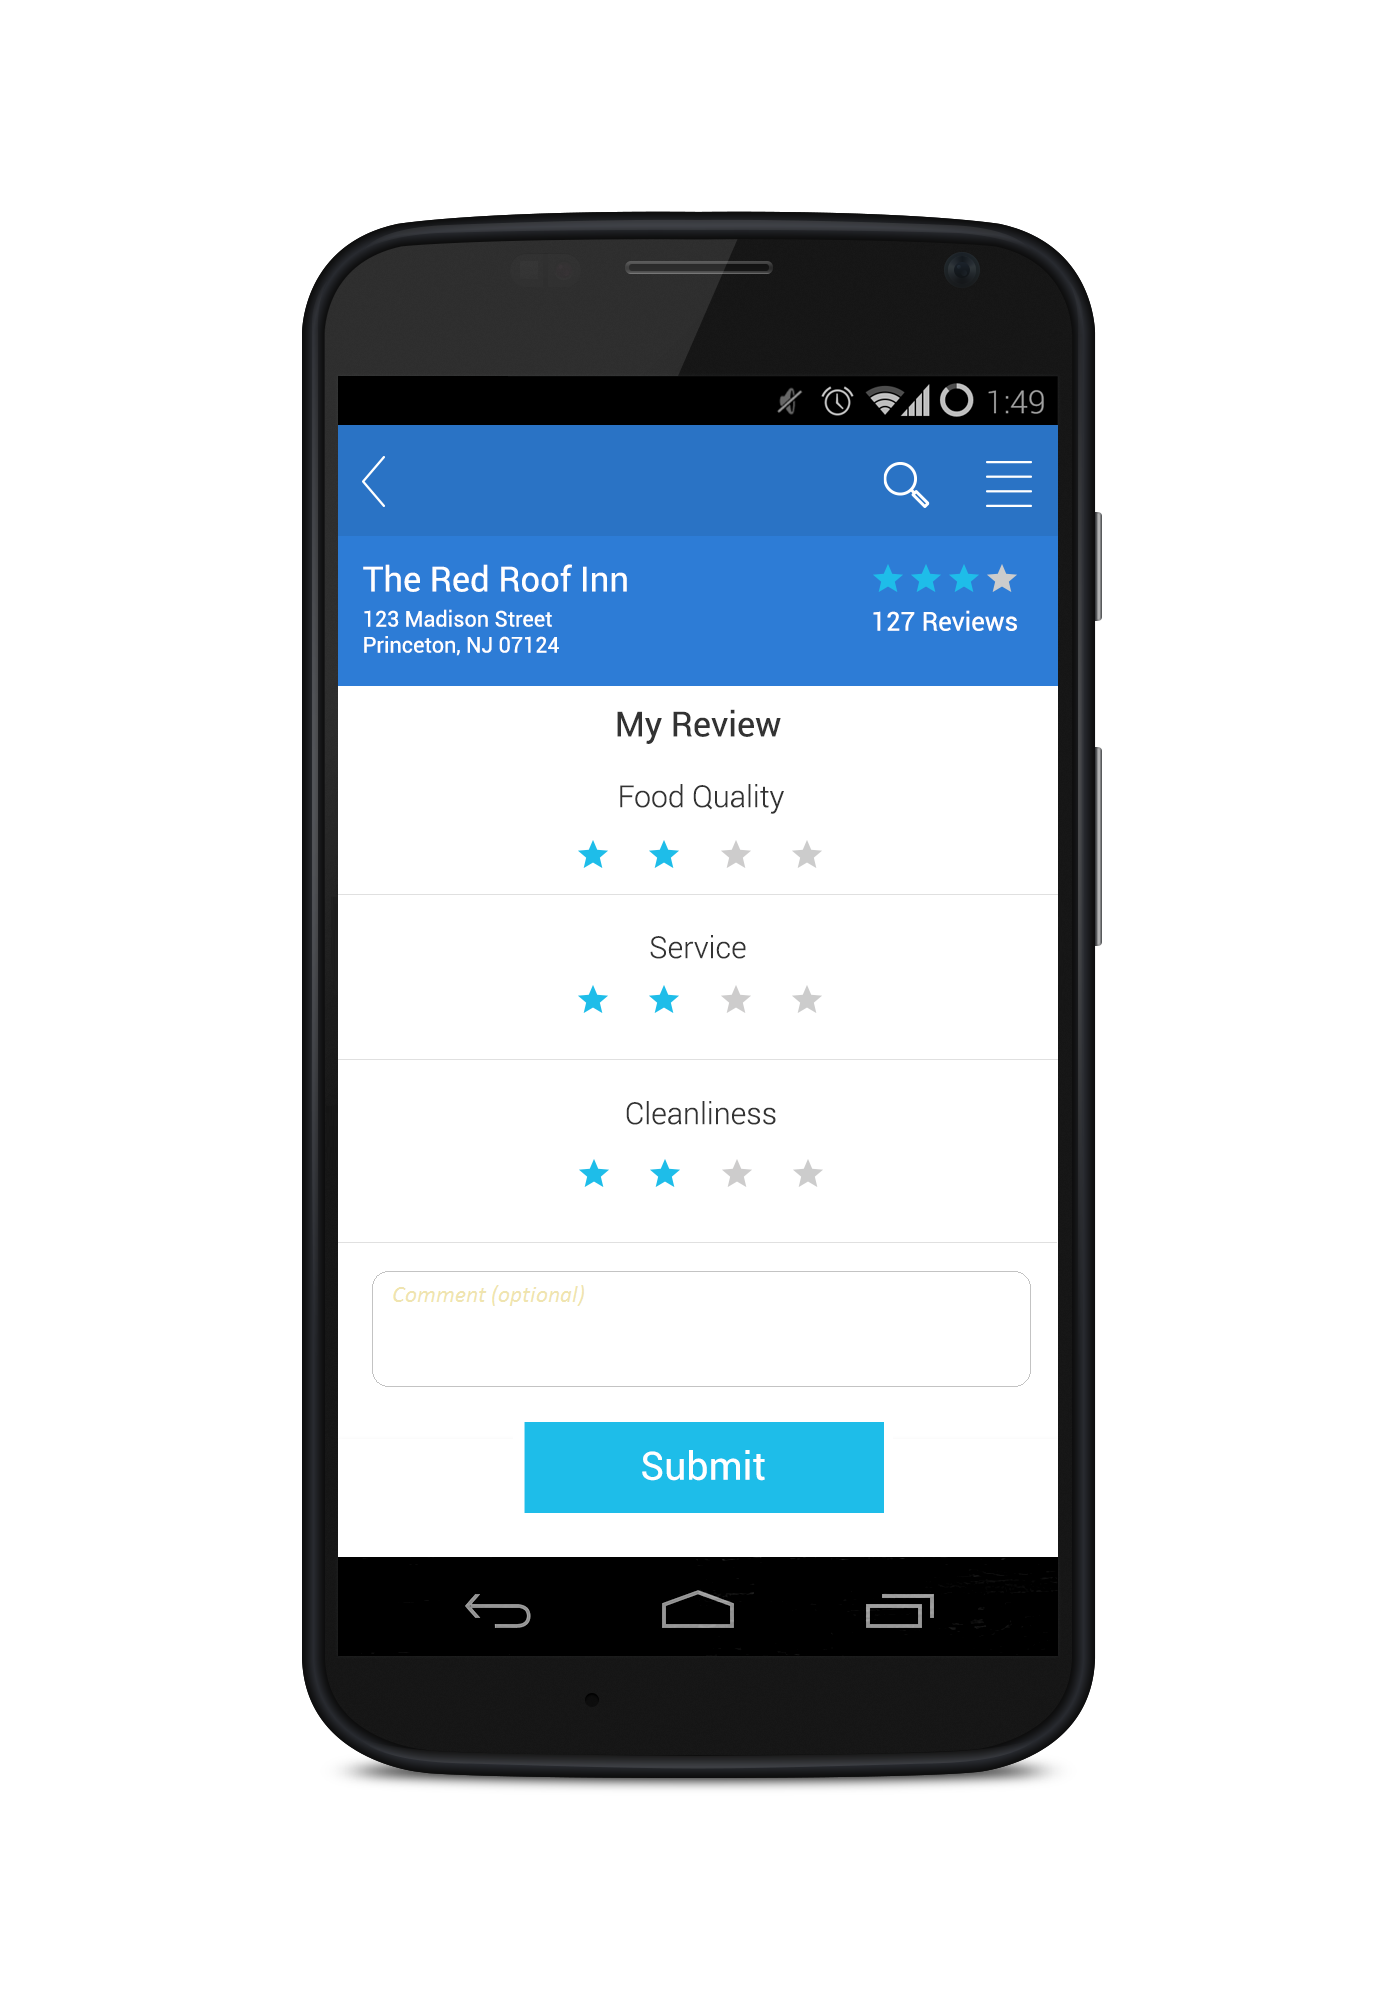 1:49
The Red Roof Inn
123 Madison Street
Princeton, NJ 07124
127 Reviews
My Review
Food Quality
Service
Cleanliness
Comment (optional)
Submit